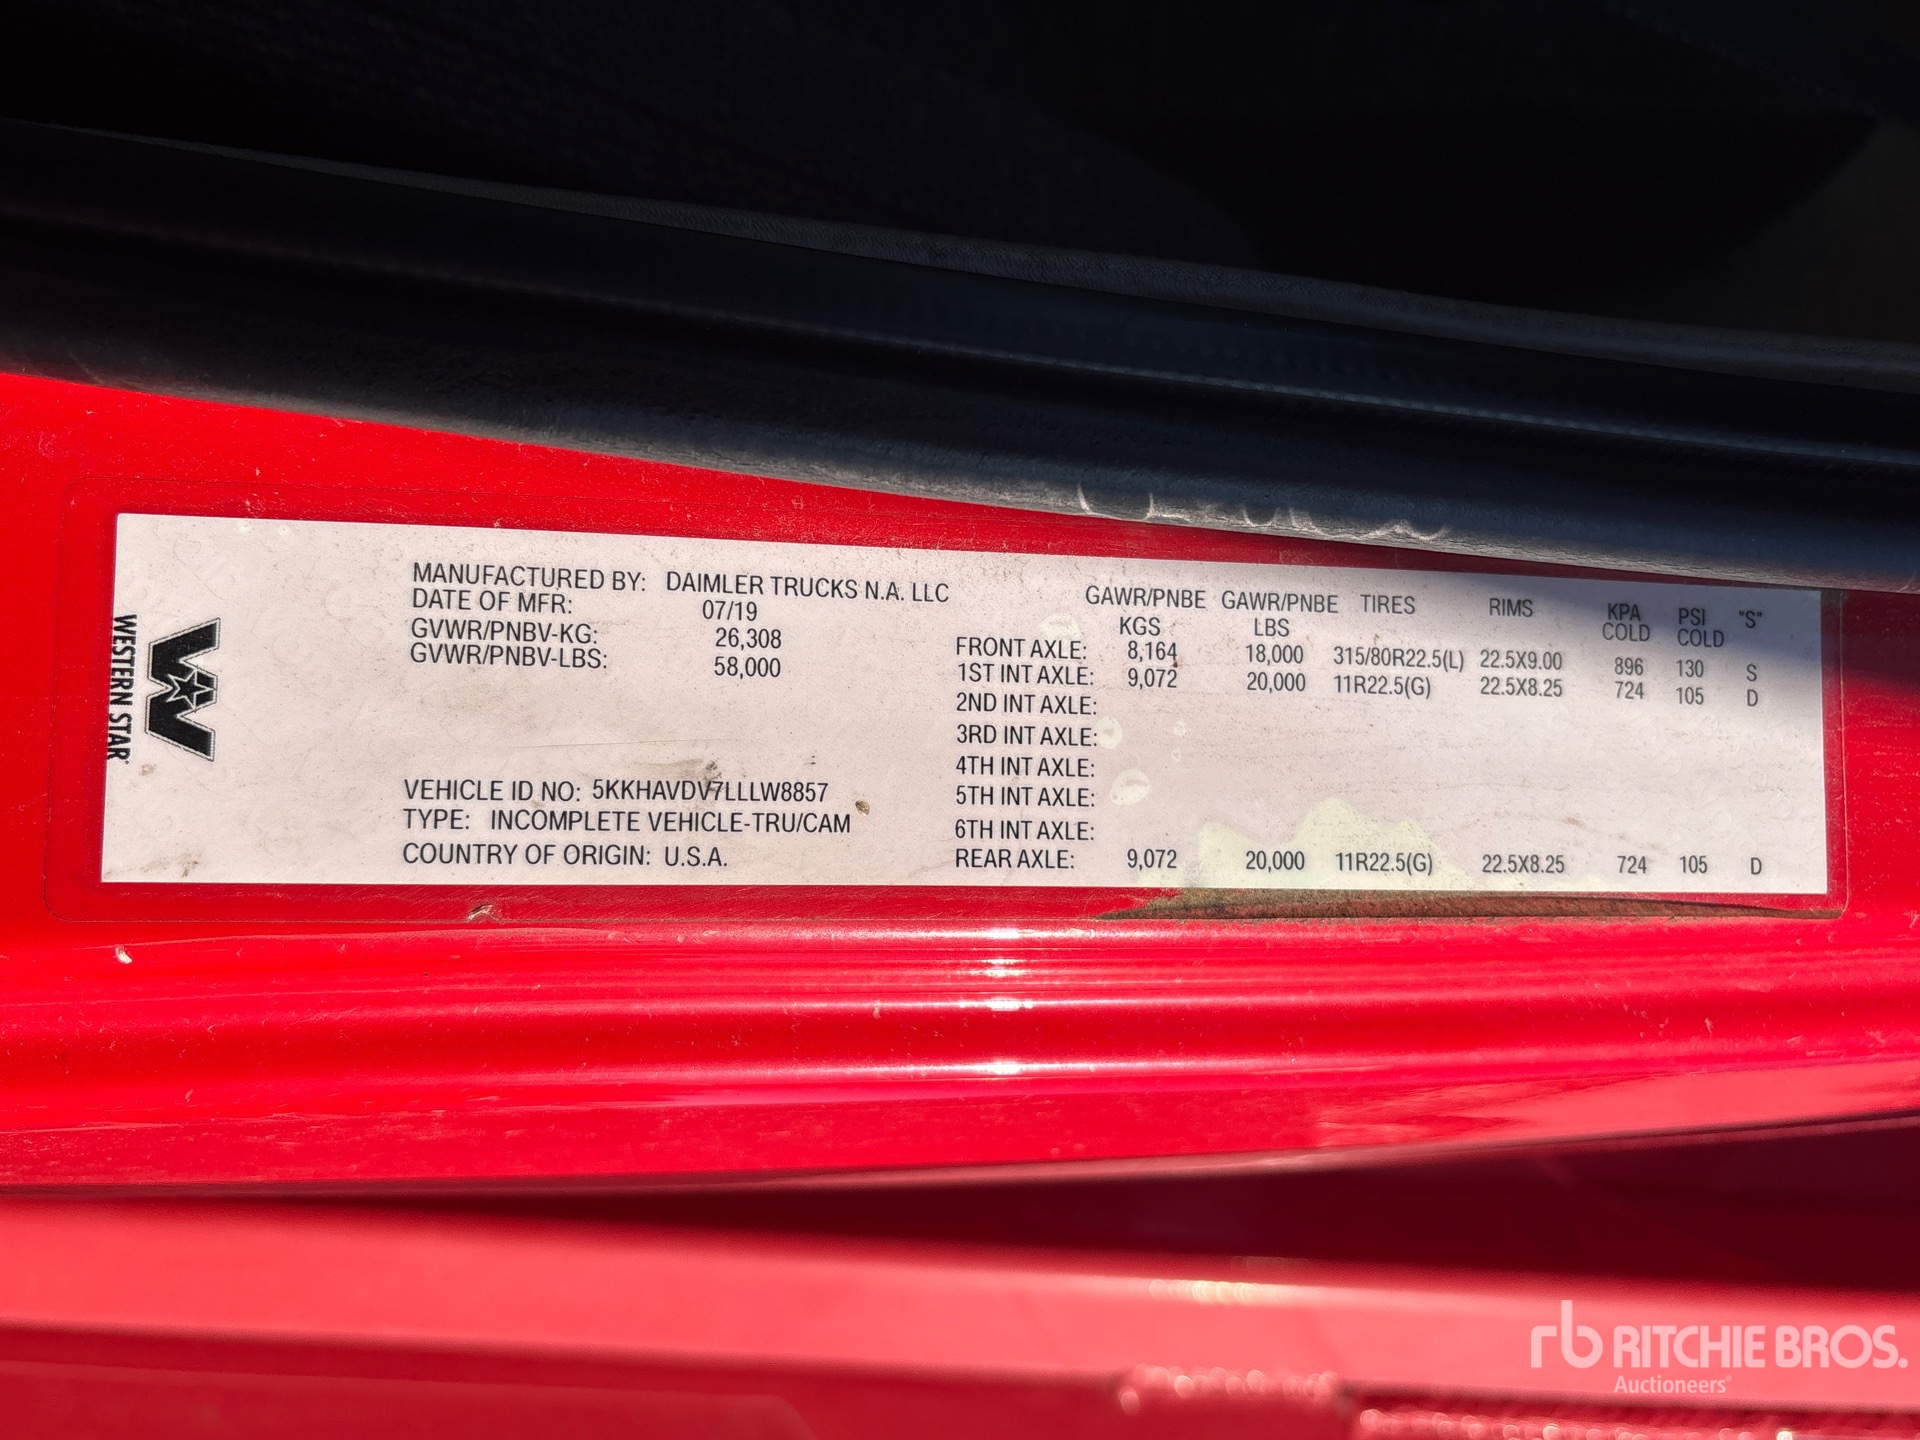 WESTERN STAR
MANUFACTURED BY: DAIMLER TRUCKS N.A. LLC
DATE OF MFR: 07/19
GVWR/PNBV-KG: 26,308
GVWR/PNBV-LBS: 58,000
VEHICLE ID NO: 5KKHAVDV7LLLW8857
TYPE: INCOMPLETE VEHICLE-TRU/CAM
COUNTRY OF ORIGIN: U.S.A.
GAWR/PNBE GAWR/PNBE TIRES RIMS KPA PSI "S"
KGS LBS COLD COLD
FRONT AXLE: 8,164 18,000 315/80R22.5(L) 22.5X9.00 896 130 S
1ST INT AXLE: 9,072 20,000 11R22.5(G) 22.5X8.25 724 105 D
2ND INT AXLE:
3RD INT AXLE:
4TH INT AXLE:
5TH INT AXLE:
6TH INT AXLE:
REAR AXLE: 9,072 20,000 11R22.5(G) 22.5X8.25 724 105 D
rb RITCHIE BROS.
Auctioneers